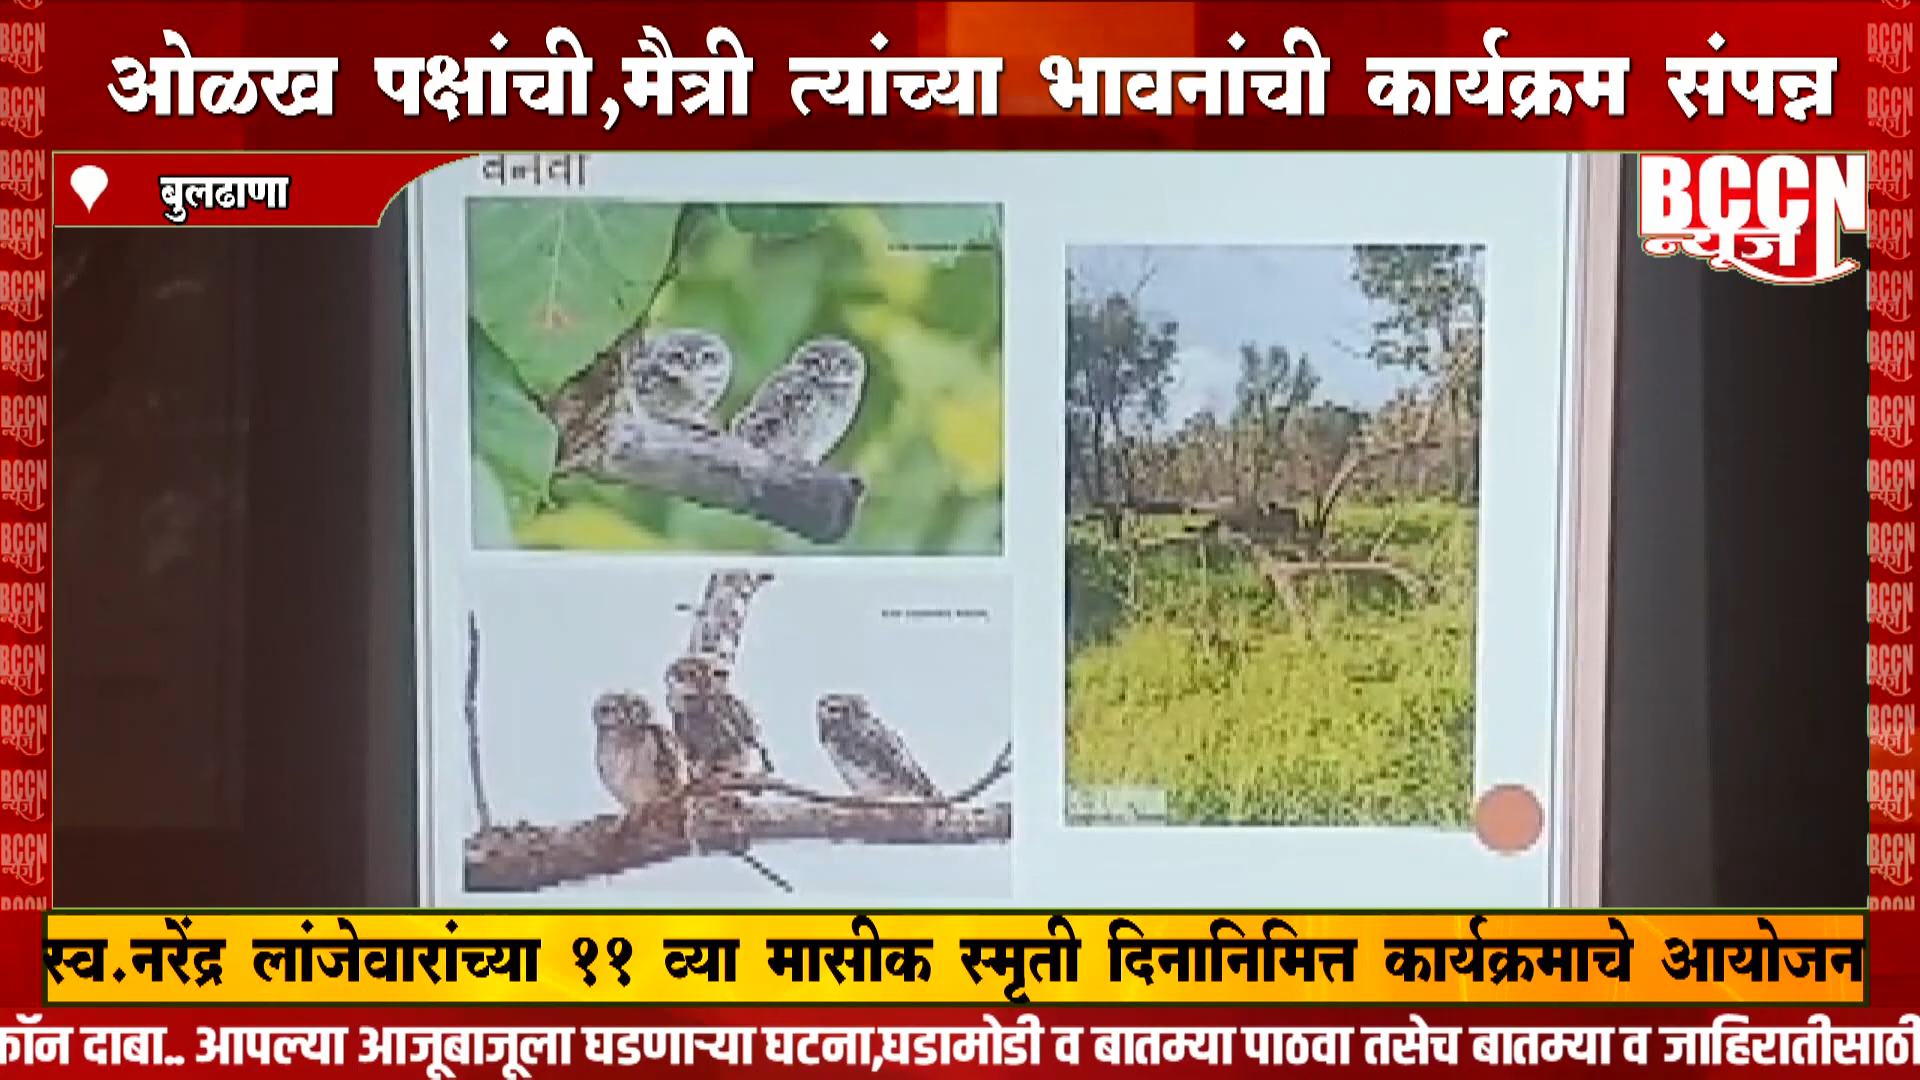 ओळख पक्षांची,मैत्री त्यांच्या भावनांची कार्यक्रम संपन्न
बुलढाणा
BCCN
न्यूज
स्व.नरेंद्र लांजेवारांच्या ११ व्या मासीक स्मृती दिनानिमित्त कार्यक्रमाचे आयोजन
दाबा.. आपल्या आजूबाजूला घडणाऱ्या घटना,घडामोडी व बातम्या पाठवा तसेच बातम्या व जाहिरातीसाठी